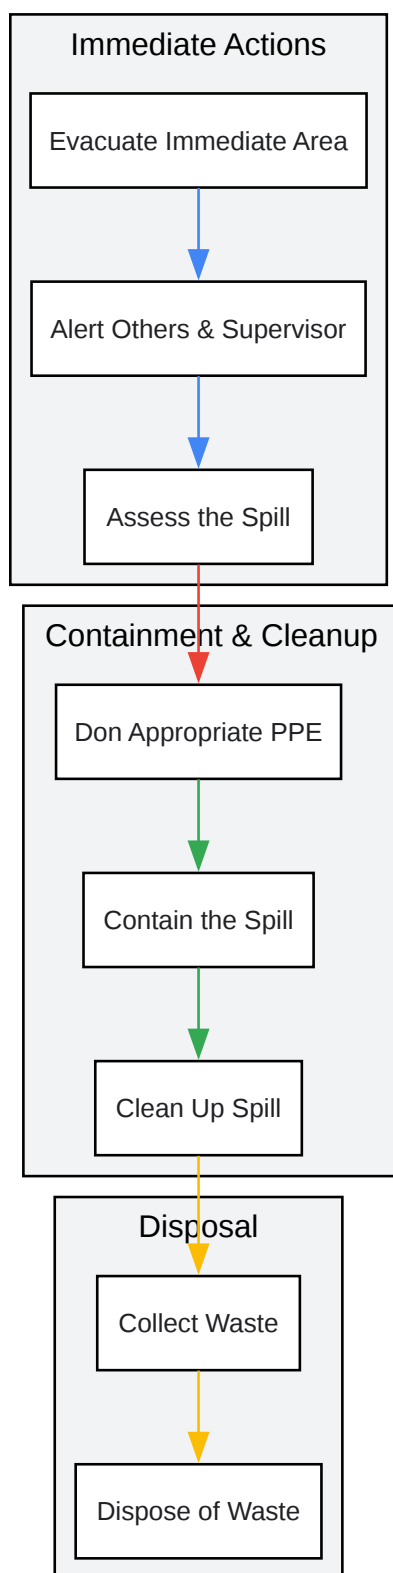 Immediate Actions
Evacuate Immediate Area
Alert Others & Supervisor
Assess the Spill
Containment & Cleanup
Don Appropriate PPE
Contain the Spill
Clean Up Spill
Disposal
Collect Waste
Dispose of Waste